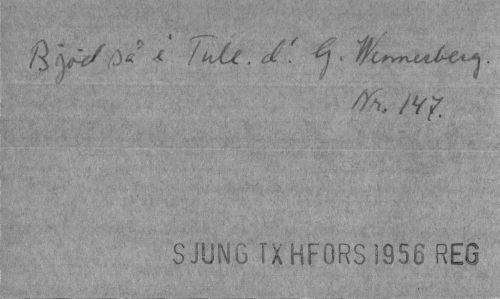 Bjöd så i Tule. d. G. Wennerberg.
Nr. 147.
SJUNG TX HFORS 1956 REG